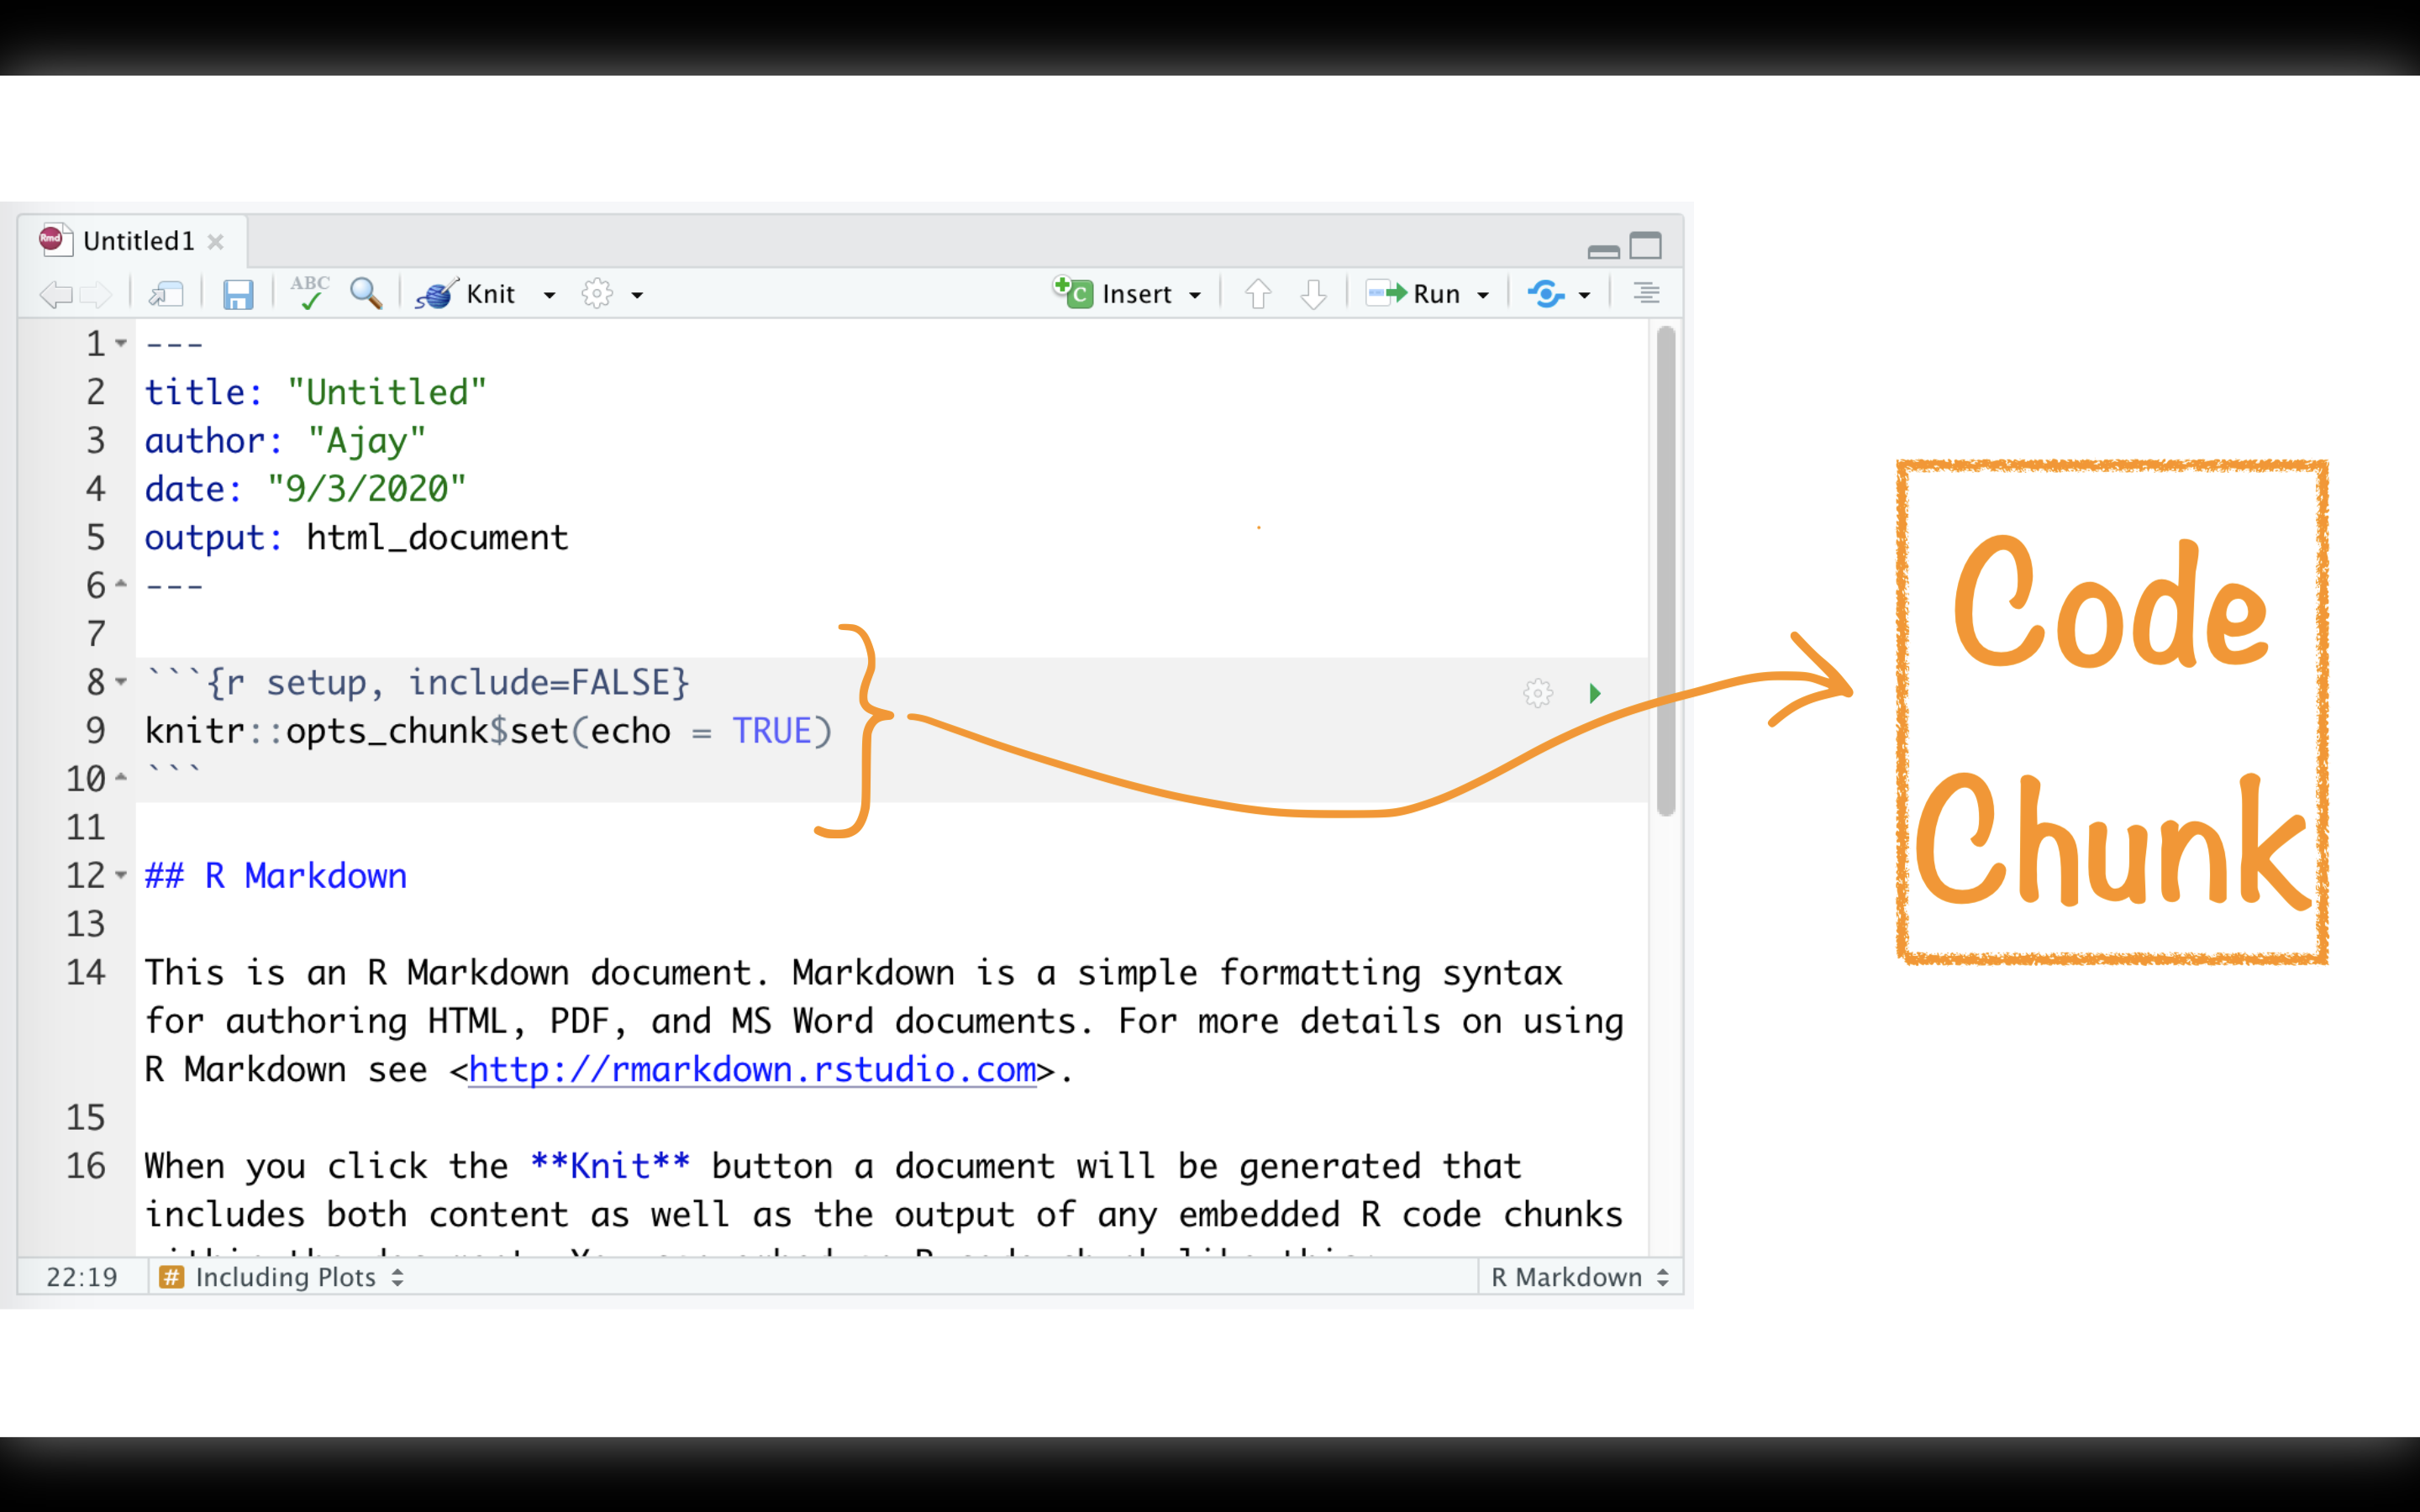 Rmd Untitled1
ABC Knit Insert Run
1 ---
2 title: "Untitled"
3 author: "Ajay"
4 date: "9/3/2020"
5 output: html_document
6 ---
7
8 ```{r setup, include=FALSE}
9 knitr::opts_chunk$set(echo = TRUE)
10 ```
11
12 ## R Markdown
13
14 This is an R Markdown document. Markdown is a simple formatting syntax
for authoring HTML, PDF, and MS Word documents. For more details on using
R Markdown see <http://rmarkdown.rstudio.com>.
15
16 When you click the **Knit** button a document will be generated that
includes both content as well as the output of any embedded R code chunks
22:19 # Including Plots R Markdown
Code
Chunk